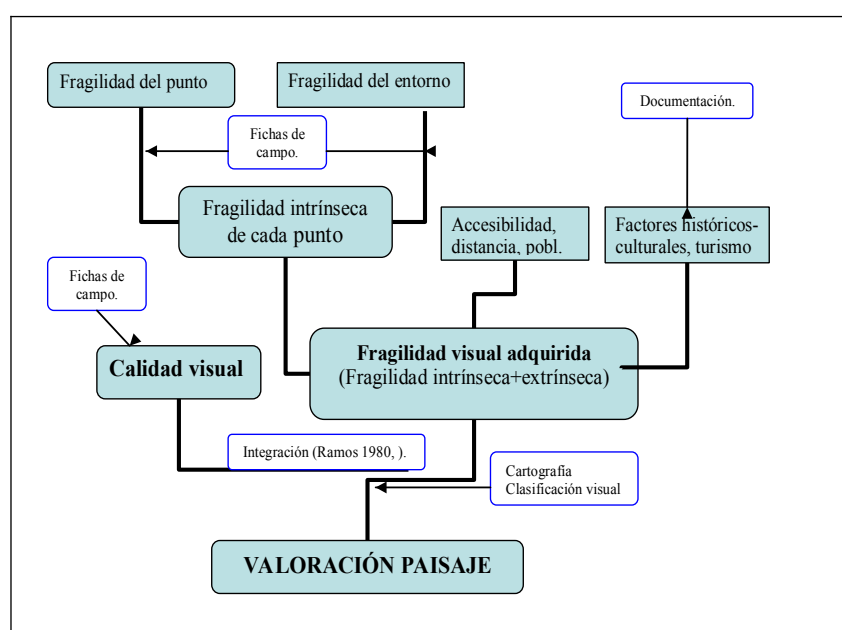 Fragilidad del punto
Fragilidad del entorno
Documentación.
Fichas de
campo.
Fragilidad intrínseca
de cada punto
Accesibilidad,
distancia, pobl.
Factores históricos-
culturales, turismo
Fichas de
campo.
Calidad visual
Fragilidad visual adquirida
(Fragilidad intrínseca+extrínseca)
Integración (Ramos 1980, ).
Cartografía
Clasificación visual
VALORACIÓN PAISAJE